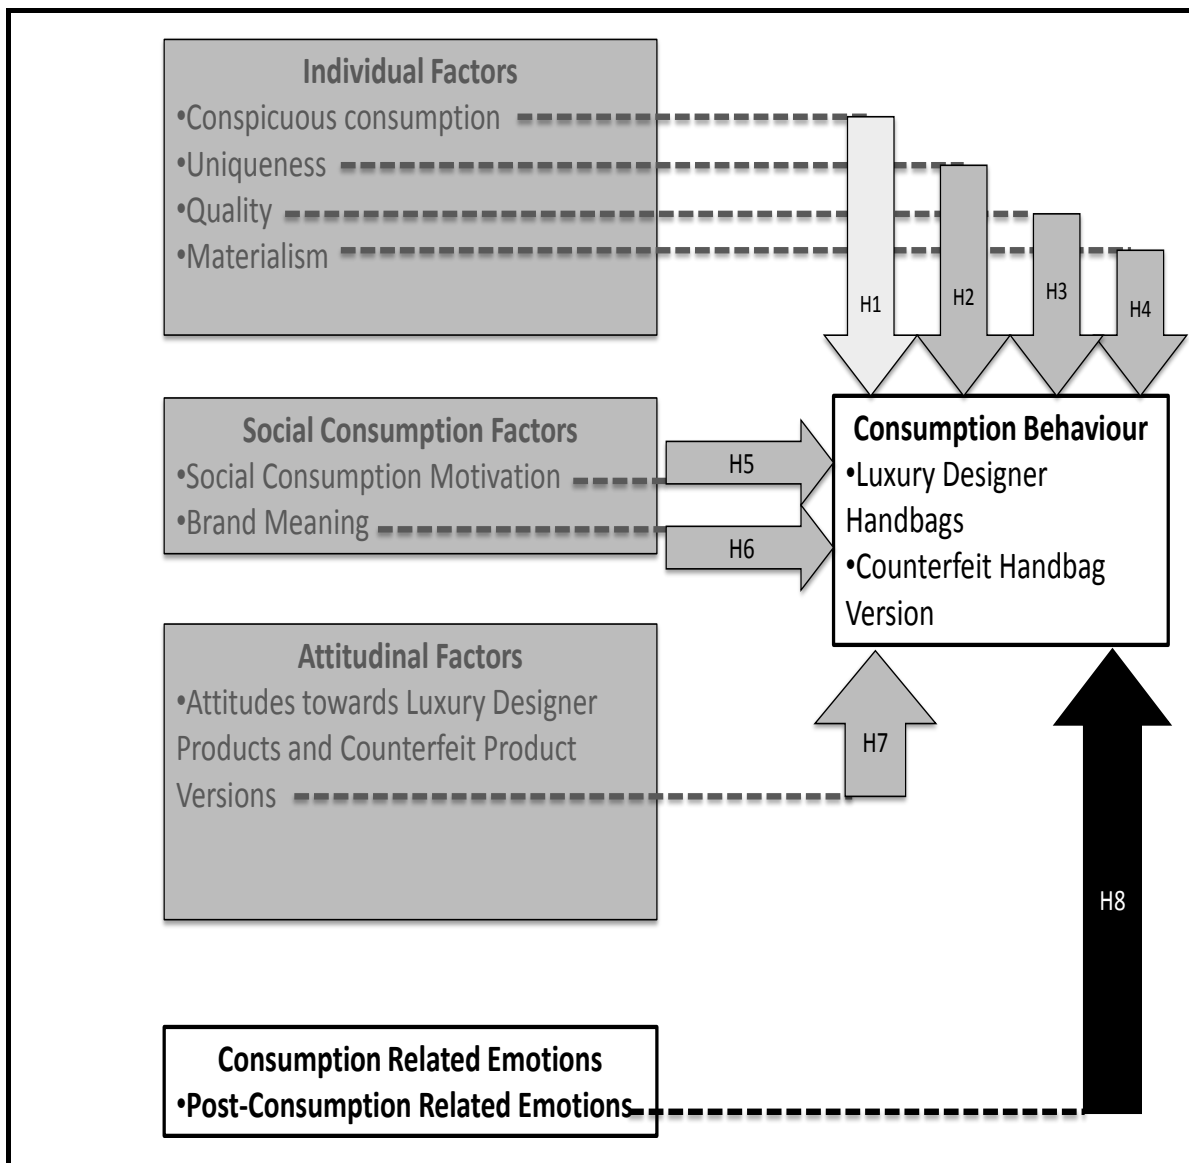 Individual Factors
•Conspicuous consumption
•Uniqueness
•Quality
•Materialism
H1
H2
H3
H4
Social Consumption Factors
•Social Consumption Motivation
•Brand Meaning
H5
H6
Consumption Behaviour
•Luxury Designer
Handbags
•Counterfeit Handbag
Version
Attitudinal Factors
•Attitudes towards Luxury Designer
Products and Counterfeit Product
Versions
H7
H8
Consumption Related Emotions
•Post-Consumption Related Emotions